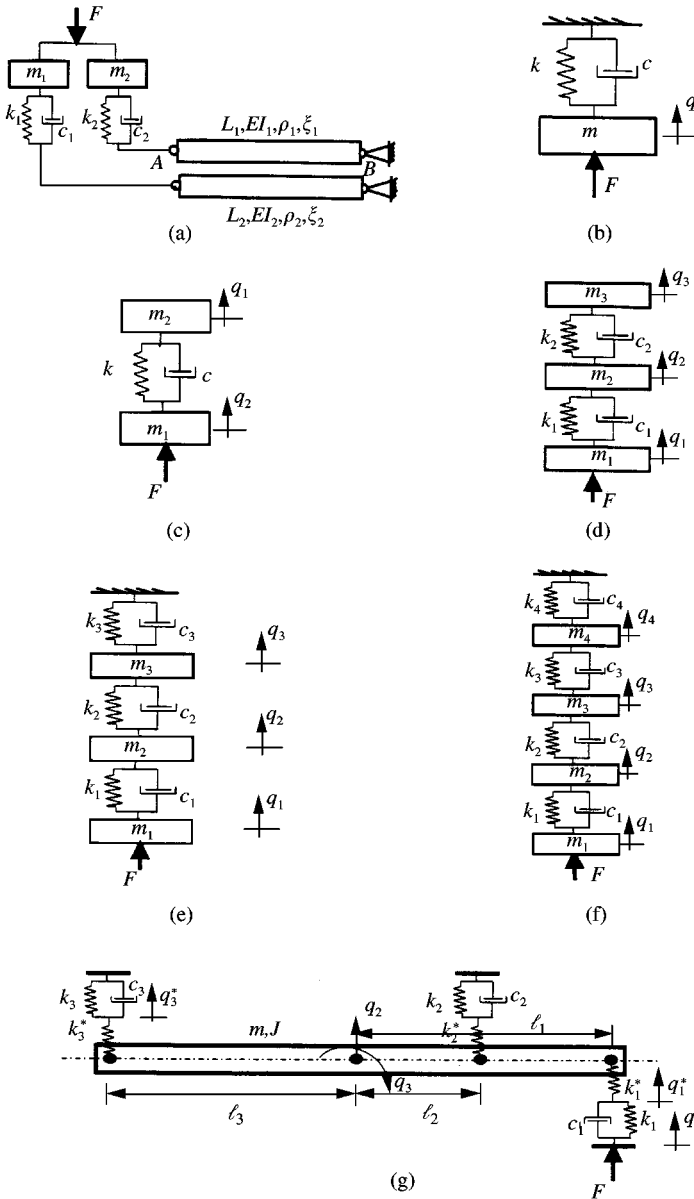 F
m₁ m₂
k₁ c₁ k₂ c₂
L₁,EI₁,ρ₁,ξ₁
A B
L₂,EI₂,ρ₂,ξ₂
(a)
k c
m q
F
(b)
q₁
m₂
k c
q₂
m₁
F
(c)
q₃
m₃
k₂ c₂
q₂
m₂
k₁ c₁
q₁
m₁
F
(d)
k₃ c₃
q₃
m₃
k₂ c₂
q₂
m₂
k₁ c₁
q₁
m₁
F
(e)
k₄ c₄
q₄
m₄
k₃ c₃
q₃
m₃
k₂ c₂
q₂
m₂
k₁ c₁
q₁
m₁
F
(f)
k₃ c₃ q₃* k₂ c₂
q₂
k₃* m,J k₂* ℓ₁
q₃ k₁* q₁*
ℓ₃ ℓ₂
c₁ k₁ q
F
(g)